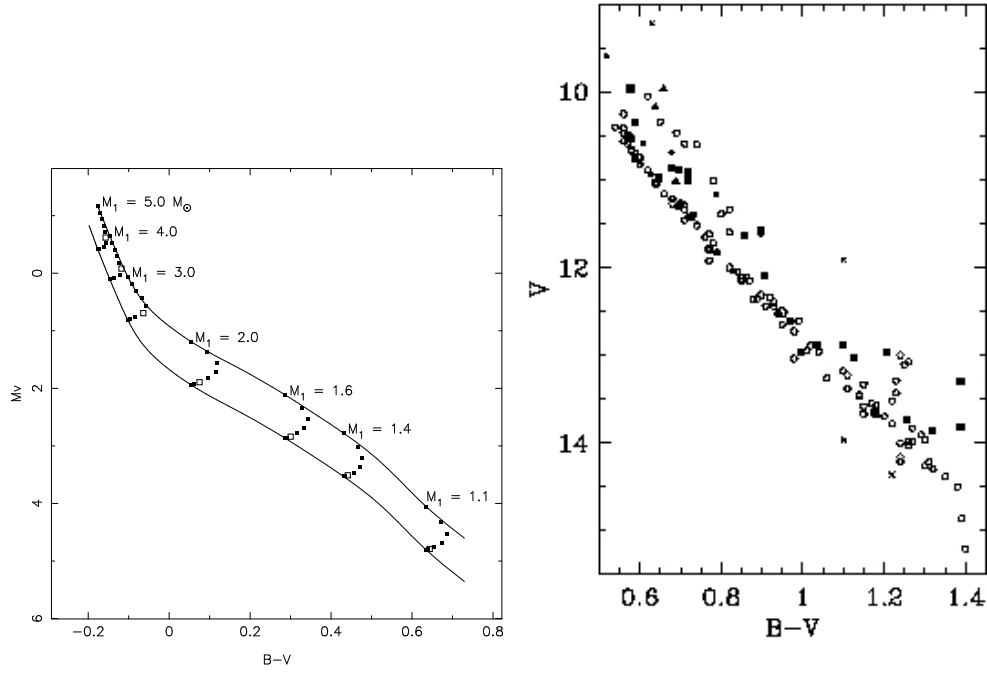 M₁ = 5.0 M⊙
M₁ = 4.0
M₁ = 3.0
M₁ = 2.0
M₁ = 1.6
M₁ = 1.4
M₁ = 1.1
0
2
4
6
Mv
−0.2 0 0.2 0.4 0.6 0.8
B−V
10
12
14
V
0.6 0.8 1 1.2 1.4
B−V